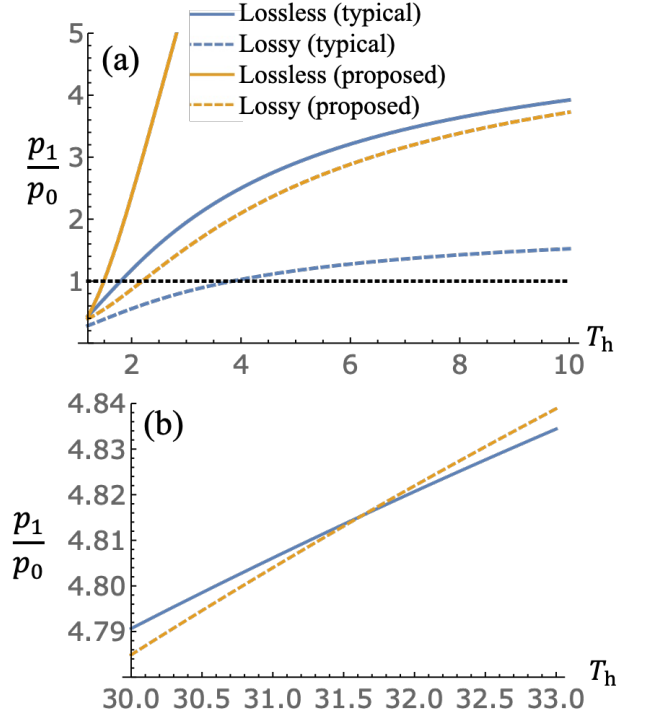 Lossless (typical)
Lossy (typical)
Lossless (proposed)
Lossy (proposed)
(a)
5
4
3
2
1
p1
p0
2 4 6 8 10
Th
(b)
4.84
4.83
4.82
4.81
4.80
4.79
p1
p0
Th
30.0 30.5 31.0 31.5 32.0 32.5 33.0